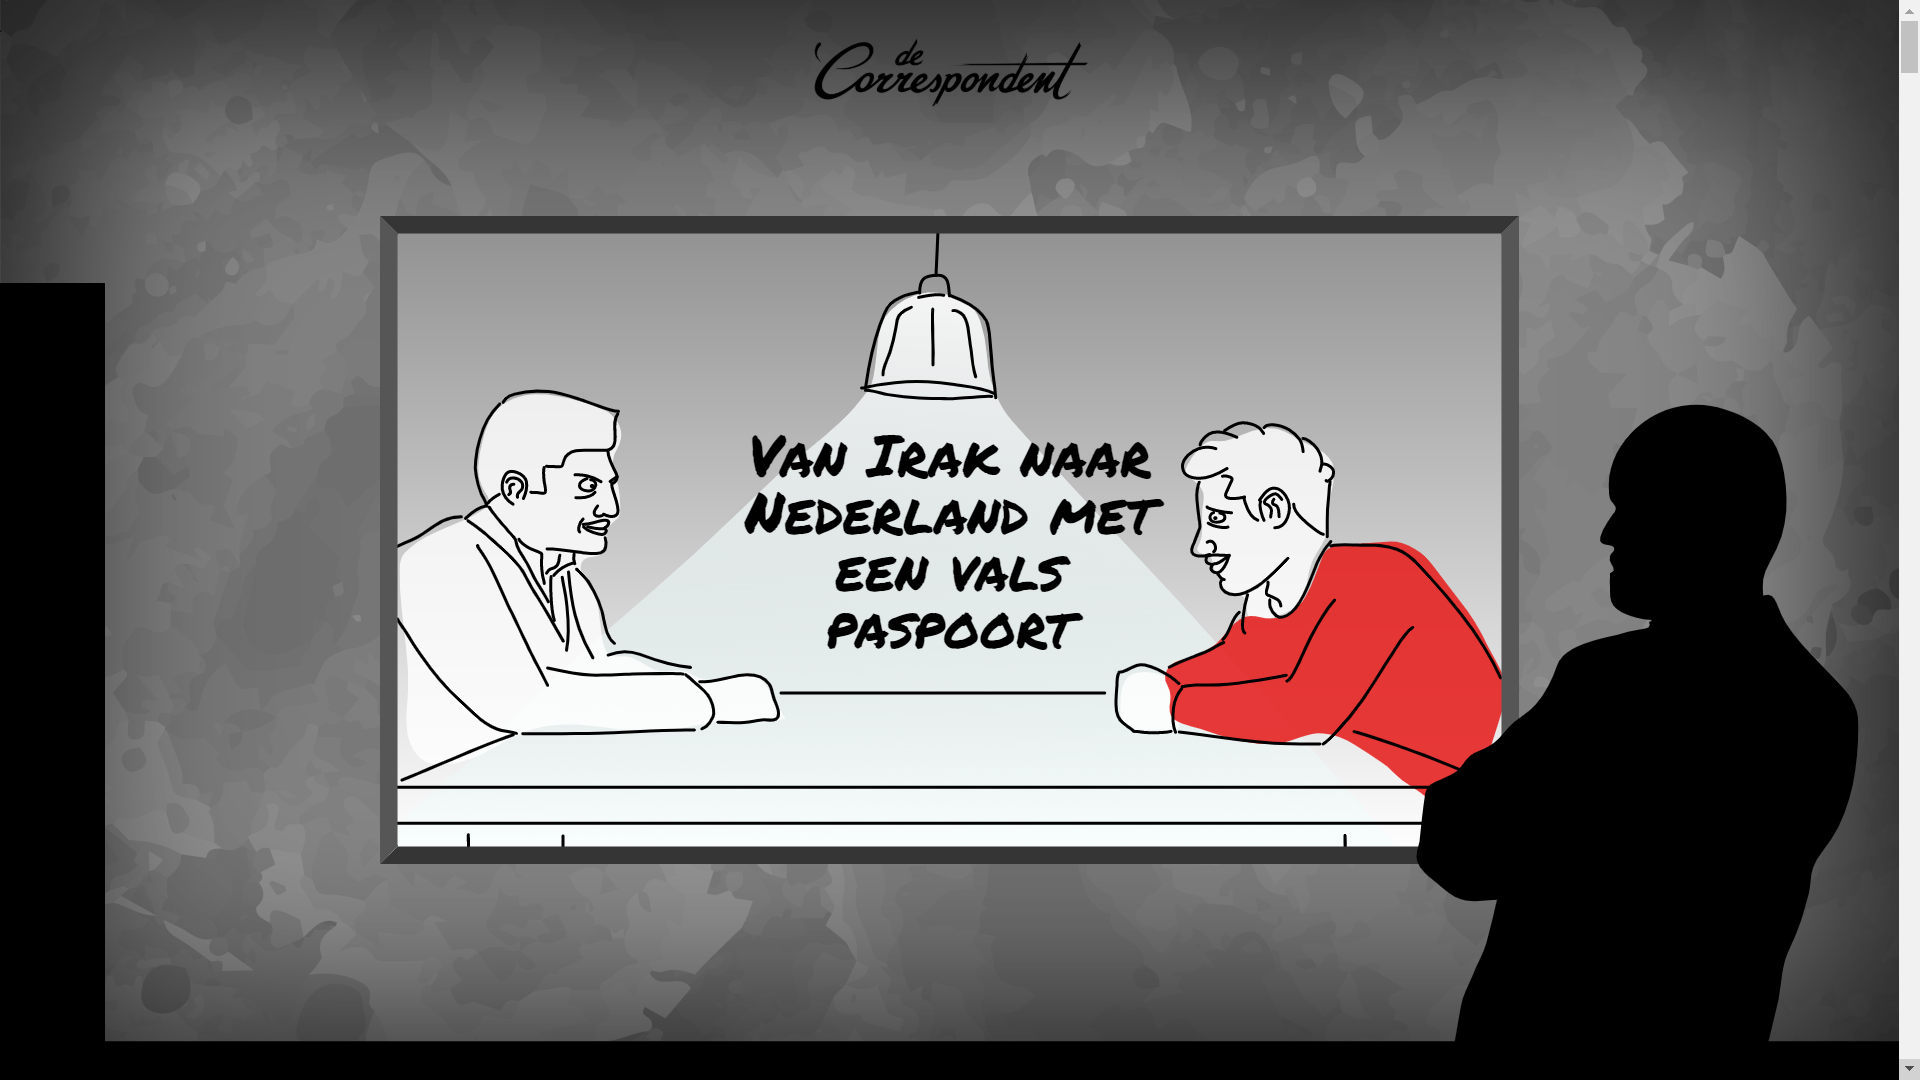 de
Correspondent
Van Irak naar
Nederland met
een vals
paspoort